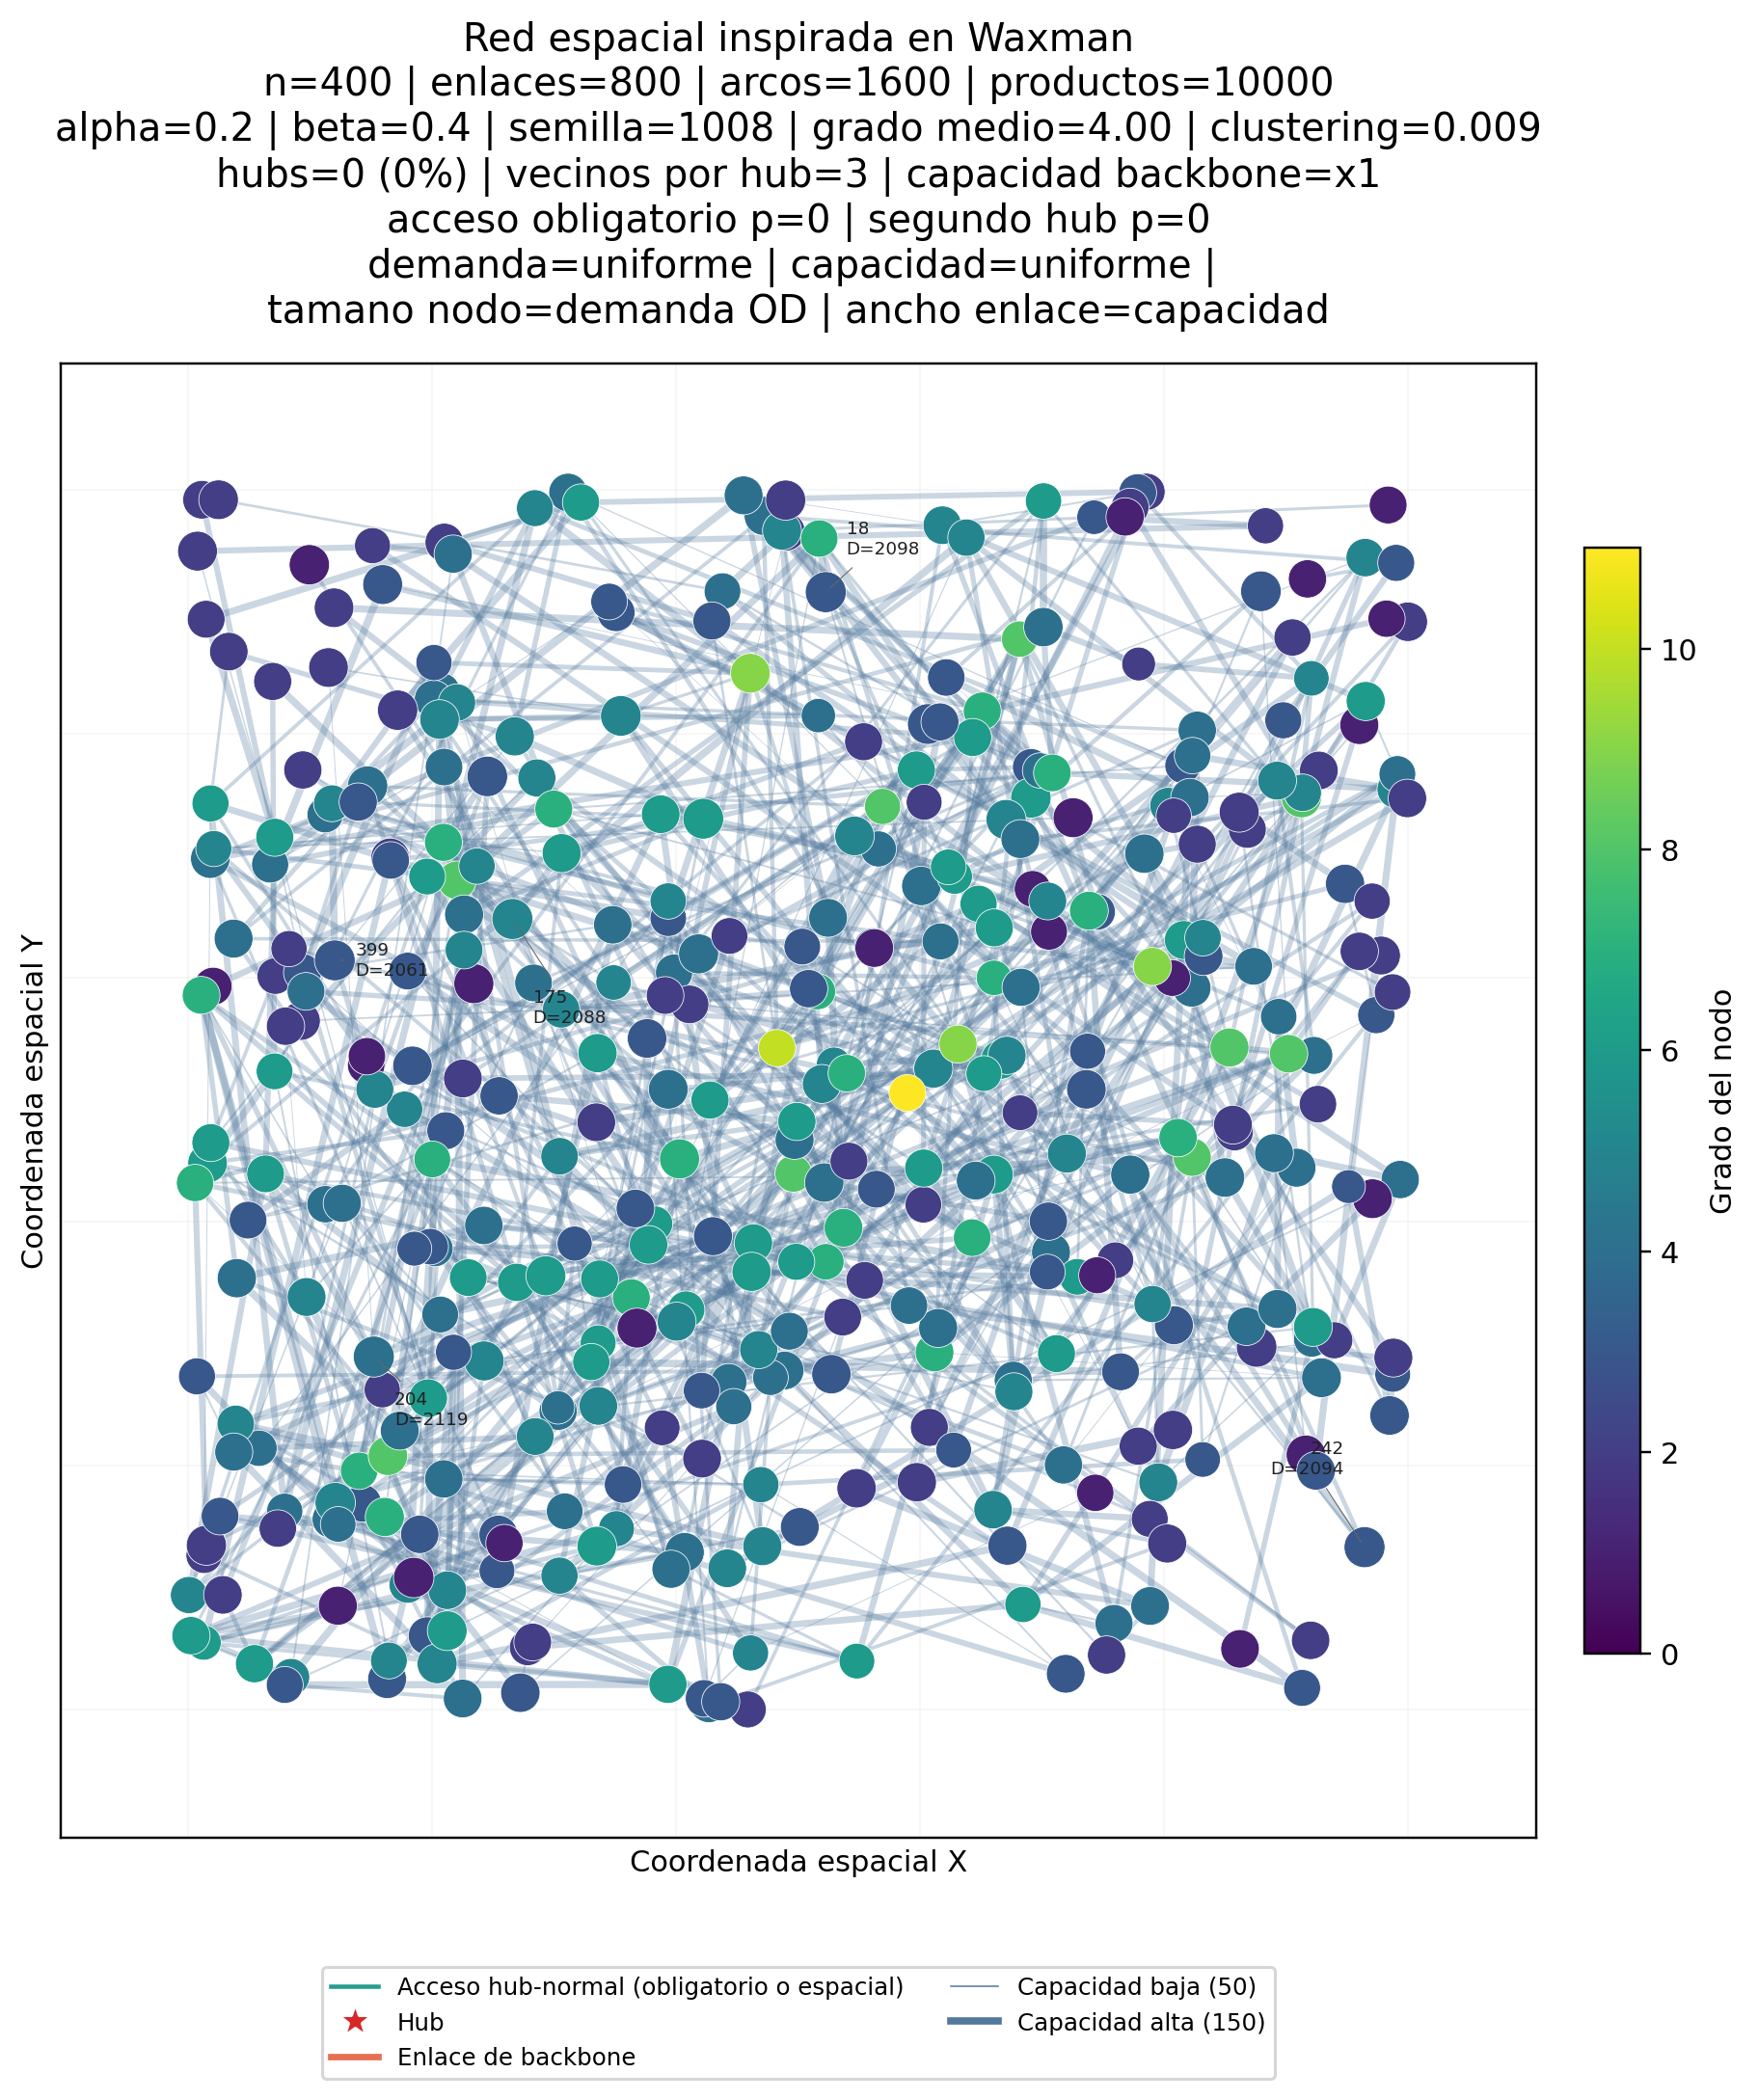 Red espacial inspirada en Waxman
n=400 | enlaces=800 | arcos=1600 | productos=10000
alpha=0.2 | beta=0.4 | semilla=1008 | grado medio=4.00 | clustering=0.009
hubs=0 (0%) | vecinos por hub=3 | capacidad backbone=x1
acceso obligatorio p=0 | segundo hub p=0
demanda=uniforme | capacidad=uniforme |
tamano nodo=demanda OD | ancho enlace=capacidad
18
D=2098
399
D=2061
175
D=2088
204
D=2119
242
D=2094
Coordenada espacial Y
Coordenada espacial X
10
8
6
4
2
0
Grado del nodo
Acceso hub-normal (obligatorio o espacial)
Hub
Enlace de backbone
Capacidad baja (50)
Capacidad alta (150)